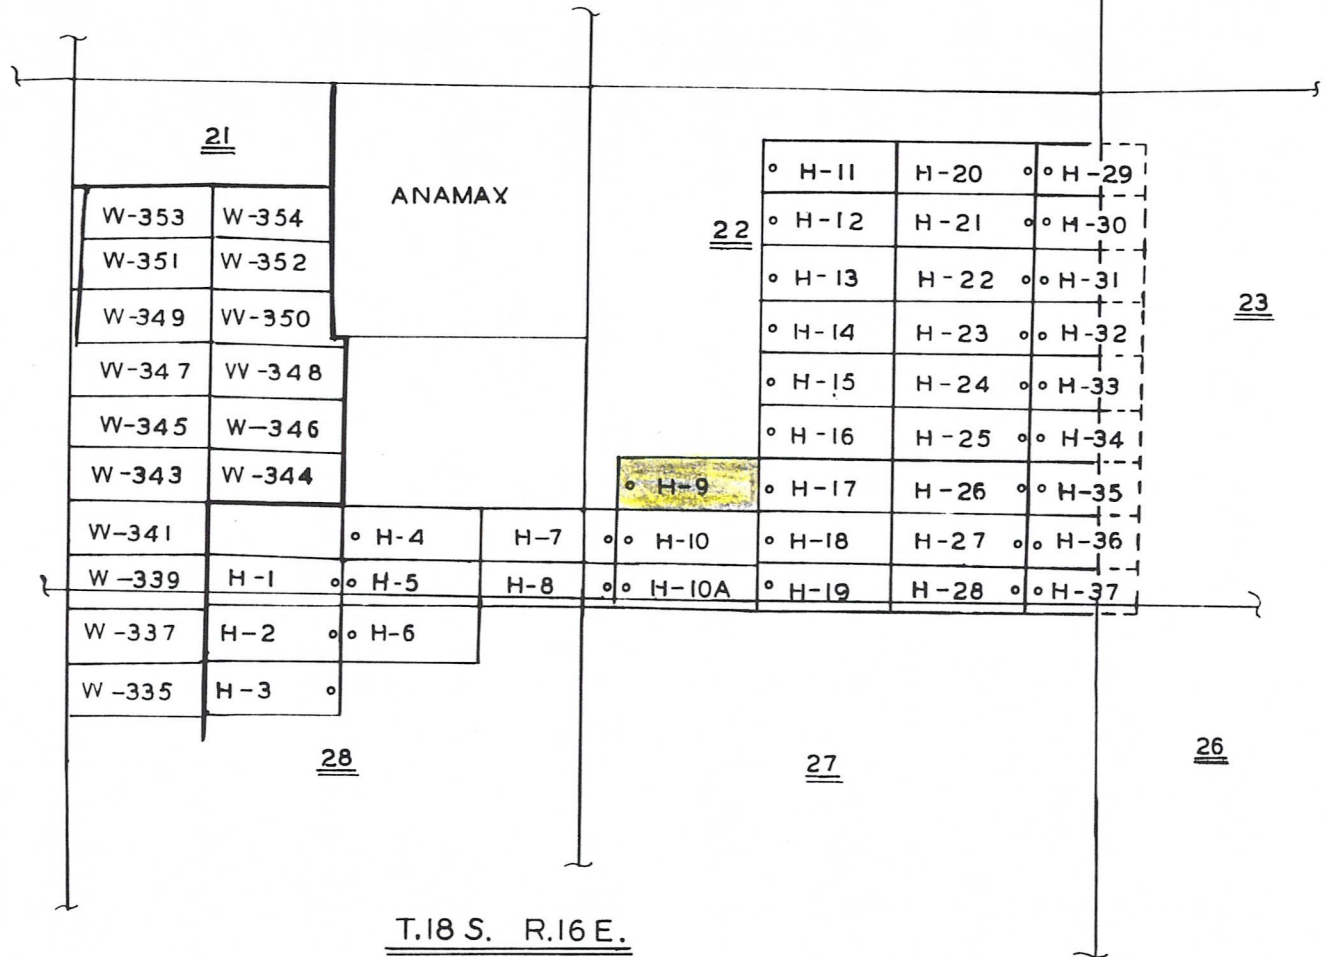 21
ANAMAX
22
23
W-353 W-354
W-351 W-352
W-349 W-350
W-347 W-348
W-345 W-346
W-343 W-344
W-341
W-339
W-337
W-335
H-1
H-2
H-3
H-4
H-5
H-6
H-7
H-8
H-9
H-10
H-10A
H-11 H-20 H-29
H-12 H-21 H-30
H-13 H-22 H-31
H-14 H-23 H-32
H-15 H-24 H-33
H-16 H-25 H-34
H-17 H-26 H-35
H-18 H-27 H-36
H-19 H-28 H-37
28
27
26
T.18 S. R.16 E.